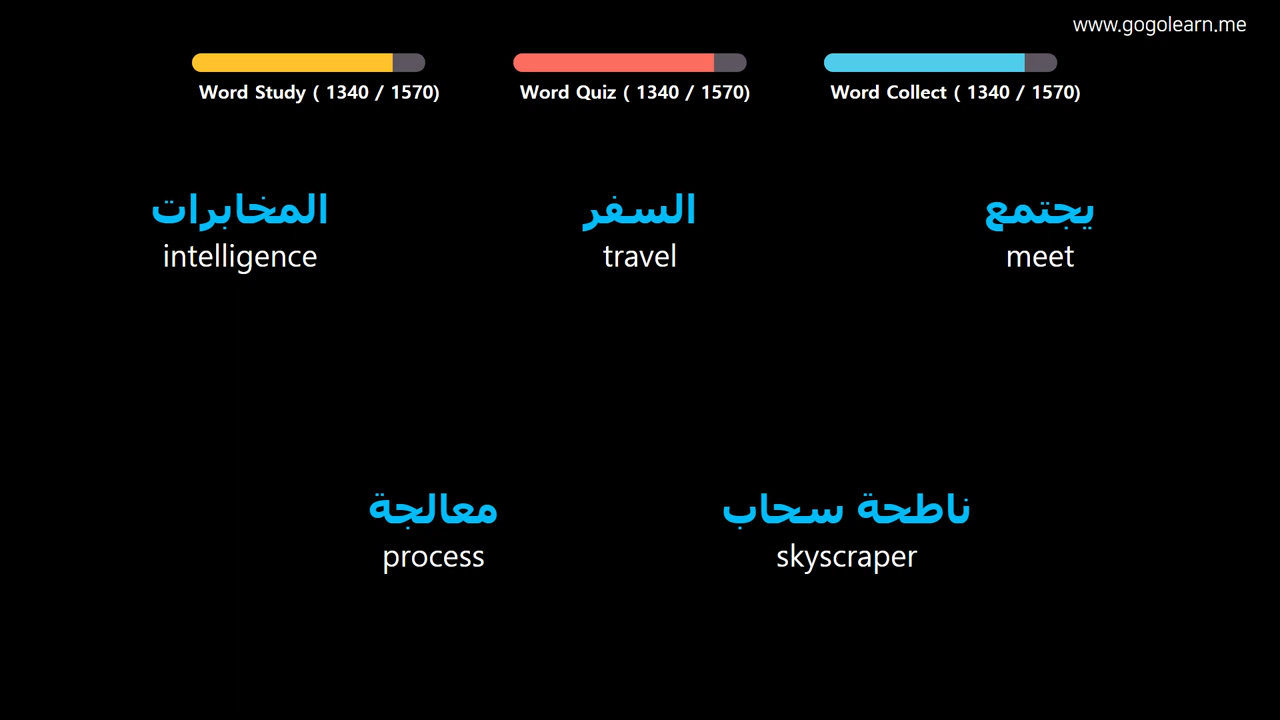 www.gogolearn.me
Word Study ( 1340 / 1570)
Word Quiz ( 1340 / 1570)
Word Collect ( 1340 / 1570)
المخابرات
intelligence
السفر
travel
يجتمع
meet
معالجة
process
ناطحة سحاب
skyscraper